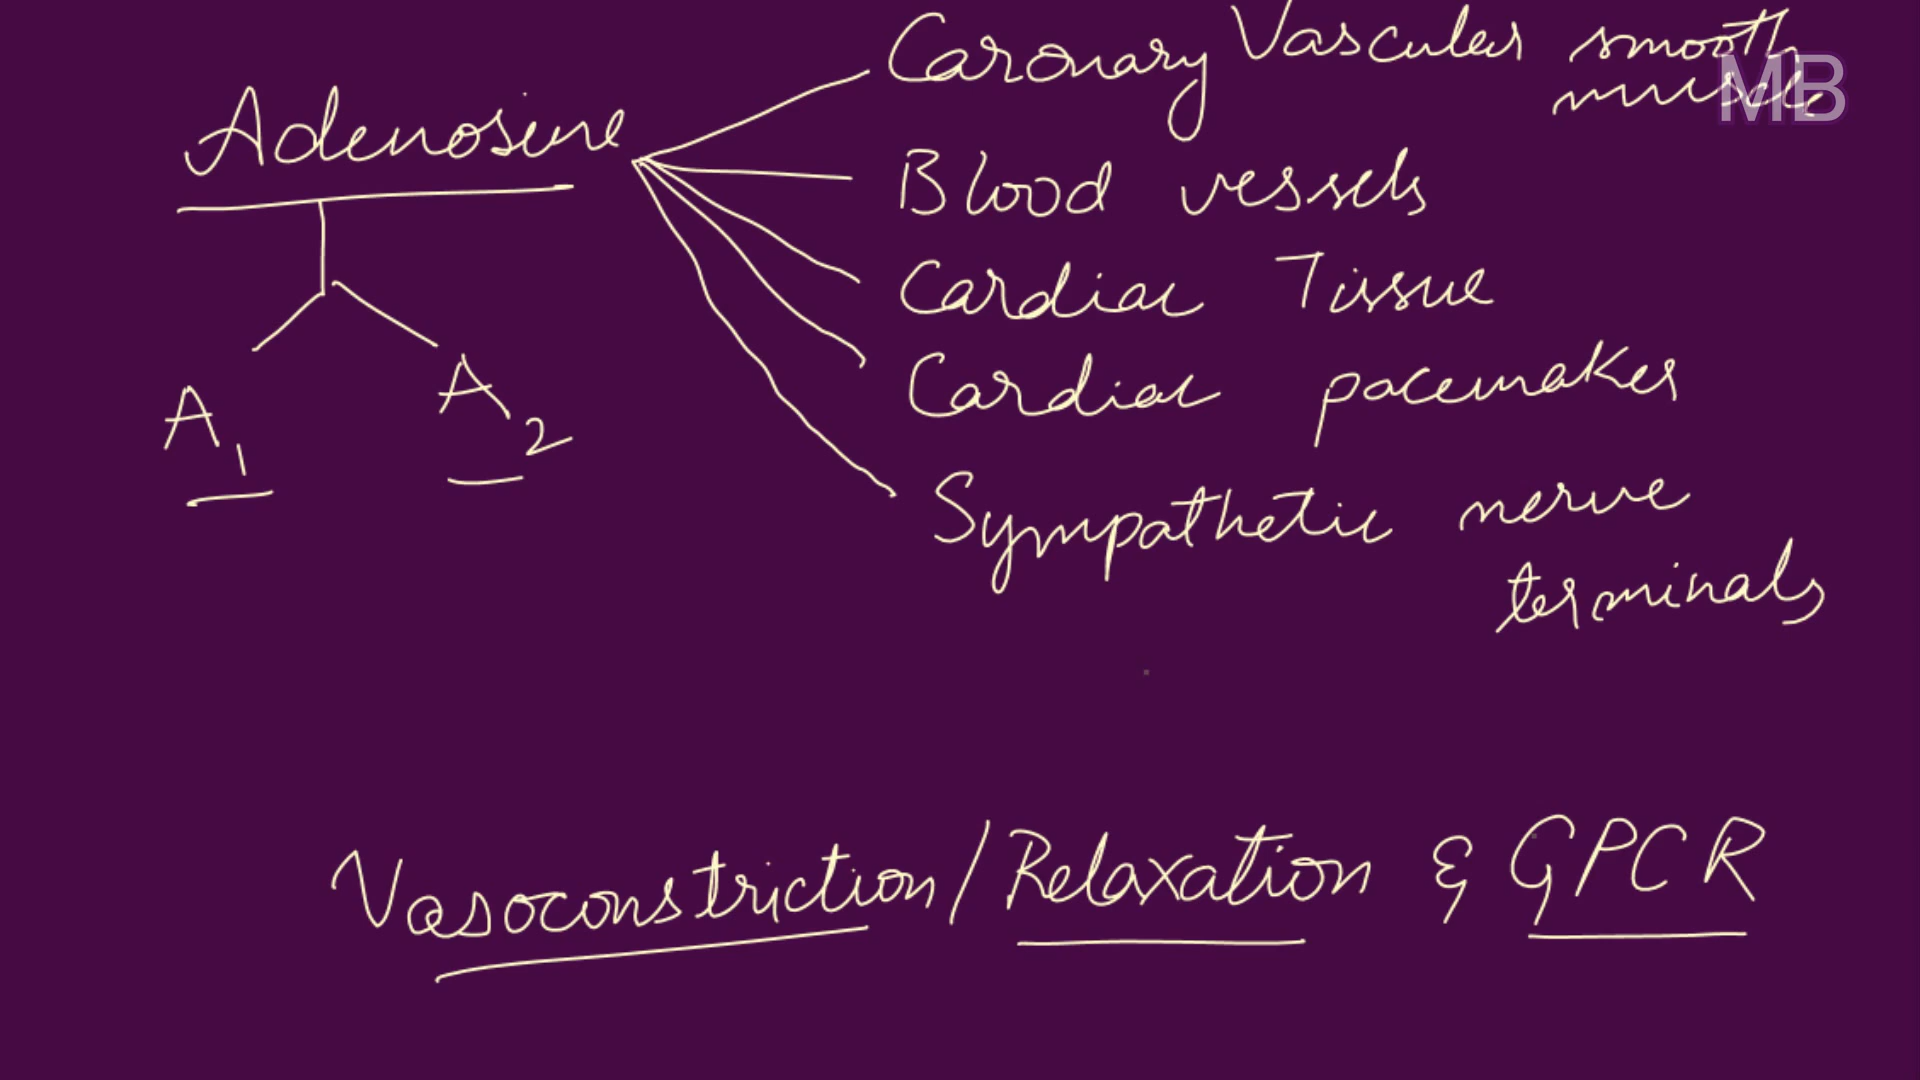 Adenosine
A1
A2
Caronary Vascular smooth
muscle
Blood vessels
Cardiac Tissue
Cardiac pacemaker
Sympathetic nerve
terminals
Vasoconstriction/Relaxation & GPCR
MB